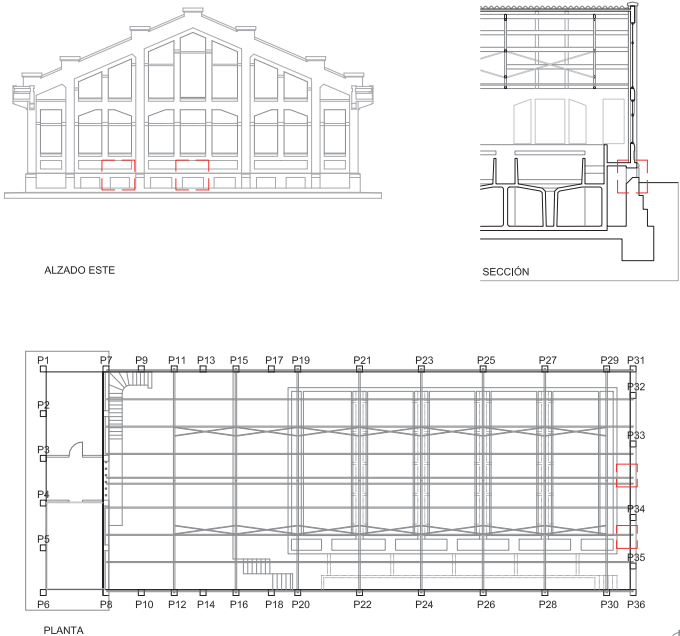 ALZADO ESTE
SECCIÓN
P1 P7 P9 P11 P13 P15 P17 P19 P21 P23 P25 P27 P29 P31
P32
P2
P33
P3
P4
P34
P5
P35
P6 P8 P10 P12 P14 P16 P18 P20 P22 P24 P26 P28 P30 P36
PLANTA